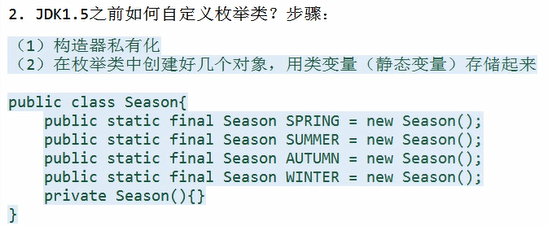 2. JDK1.5之前如何自定义枚举类？步骤：
（1）构造器私有化
（2）在枚举类中创建好几个对象，用类变量（静态变量）存储起来
public class Season{
    public static final Season SPRING = new Season();
    public static final Season SUMMER = new Season();
    public static final Season AUTUMN = new Season();
    public static final Season WINTER = new Season();
    private Season(){}
}